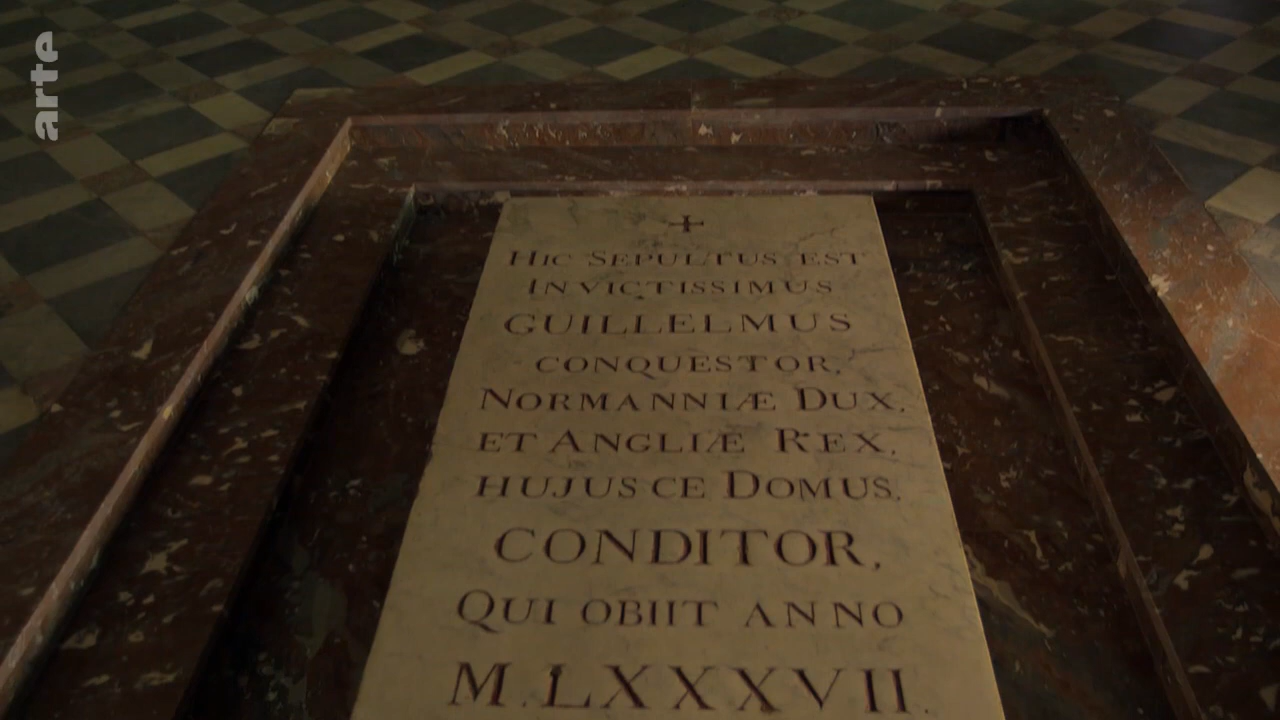 arte
+
HIC SEPULTUS EST
INVICTISSIMUS
GUILLELMUS
CONQUESTOR,
NORMANNIÆ DUX,
ET ANGLIÆ REX,
HUJUSCE DOMUS,
CONDITOR,
QUI OBIIT ANNO
M.LXXXVII.